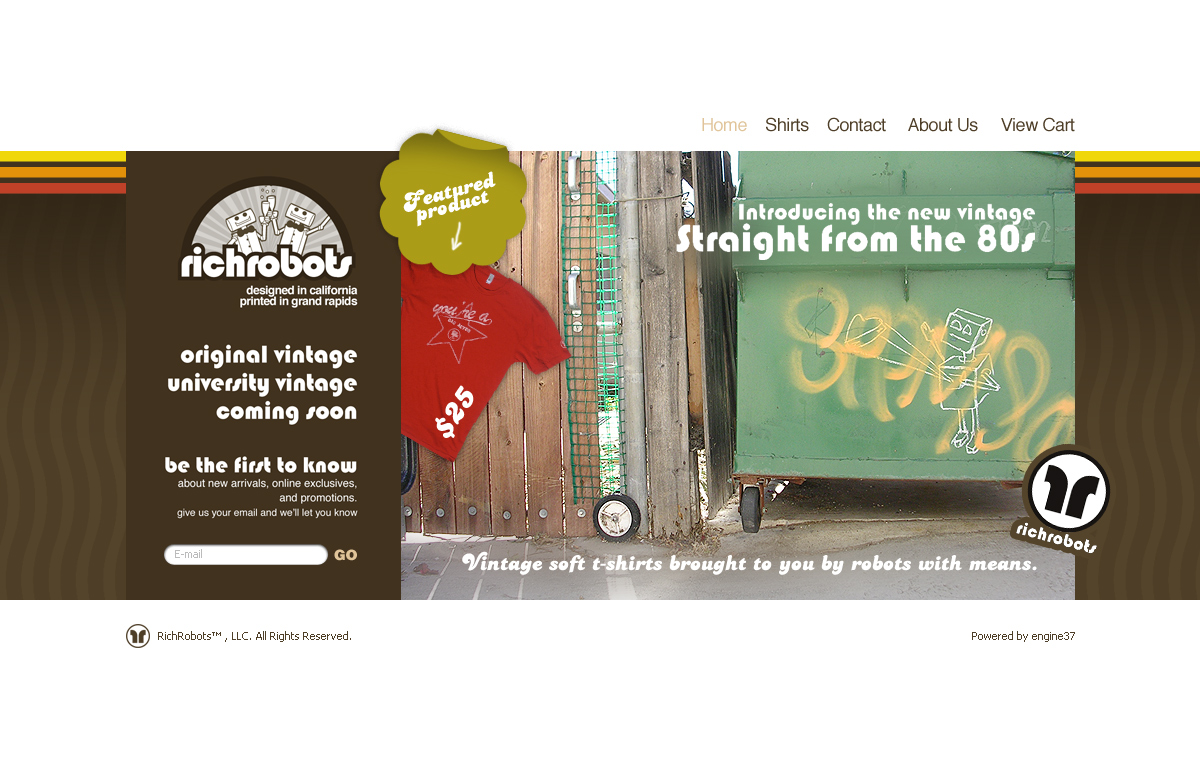 Home Shirts Contact About Us View Cart
Featured
product
richrobots
designed in california
printed in grand rapids
original vintage
university vintage
coming soon
be the first to know
about new arrivals, online exclusives,
and promotions.
give us your email and we'll let you know
E-mail GO
Introducing the new vintage
Straight from the 80s
you're a
$25
richrobots
Vintage soft t-shirts brought to you by robots with means.
RichRobots™ , LLC. All Rights Reserved.
Powered by engine37